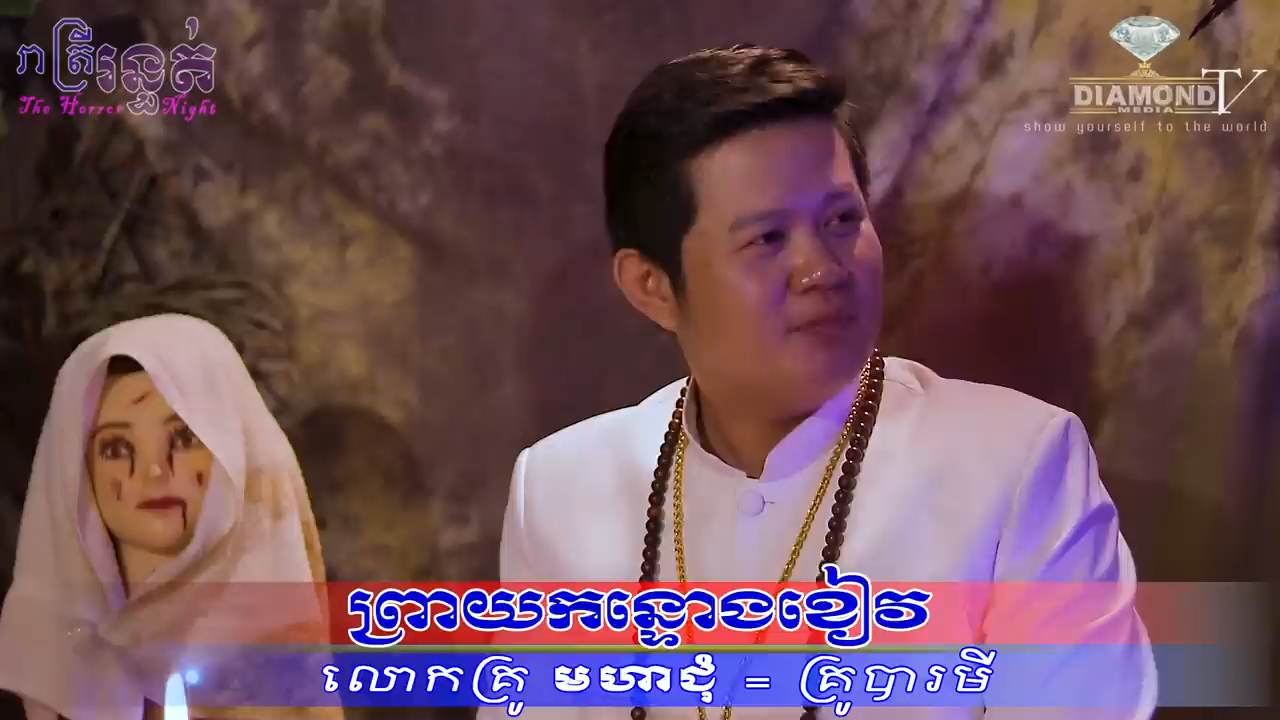 រាត្រីរន្ធត់
The Horror Night
DIAMOND TV
MEDIA
show yourself to the world
ព្រាយកន្ទោងខៀវ
លោកគ្រូ មហាជុំ = គ្រូបារមី